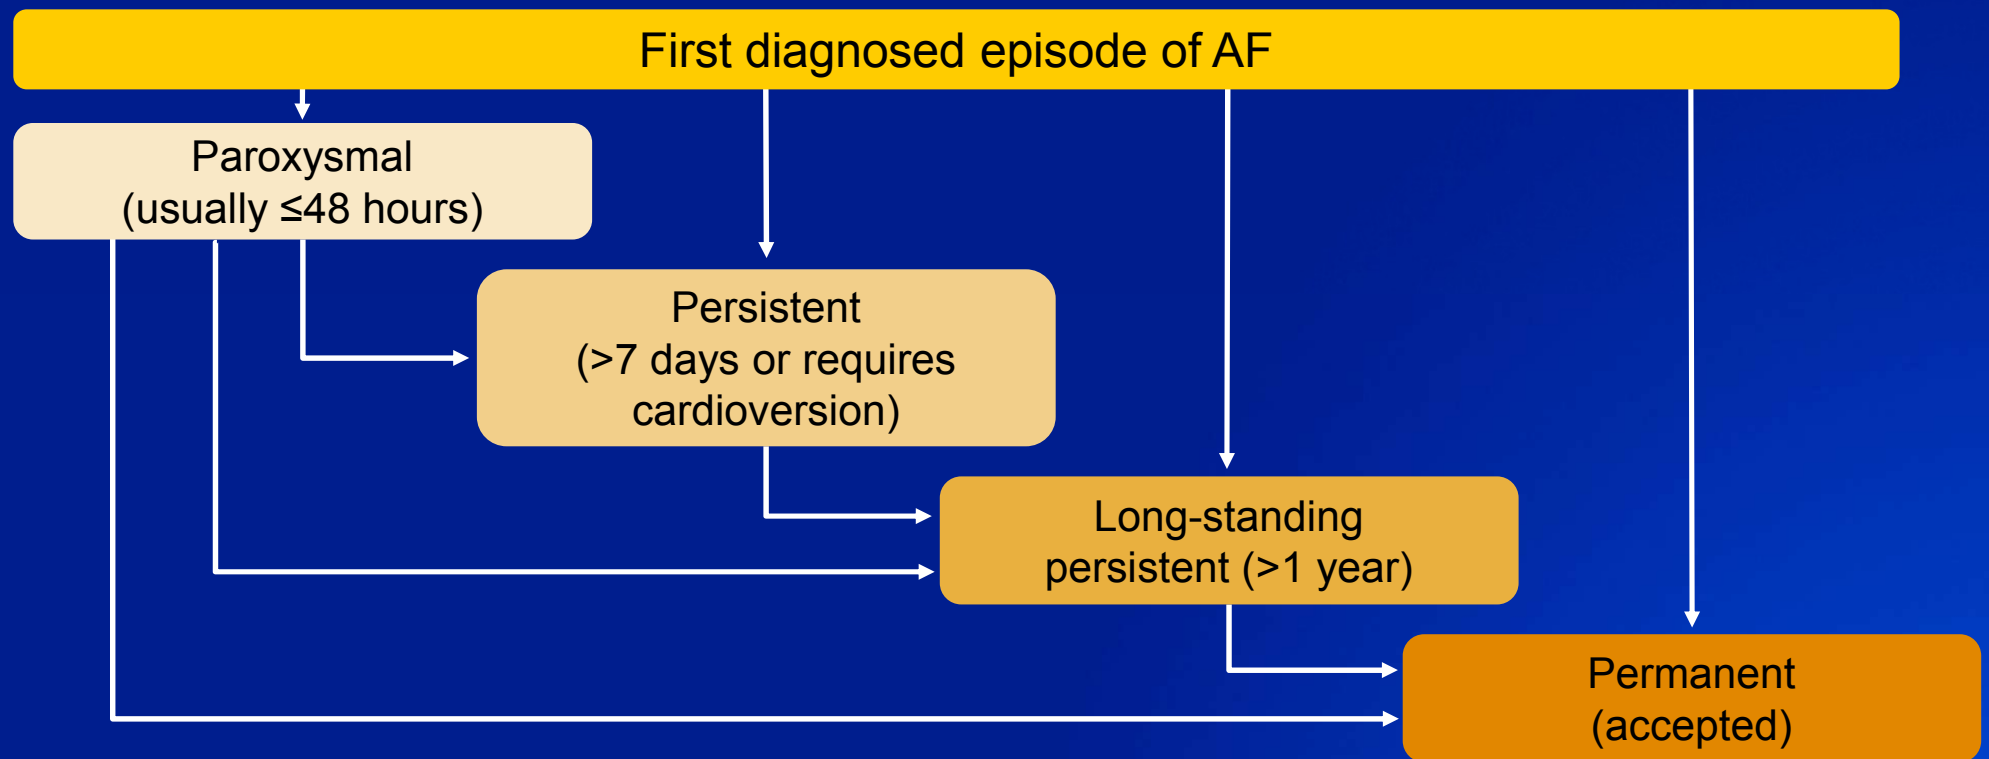 First diagnosed episode of AF
Paroxysmal
(usually ≤48 hours)
Persistent
(>7 days or requires
cardioversion)
Long-standing
persistent (>1 year)
Permanent
(accepted)